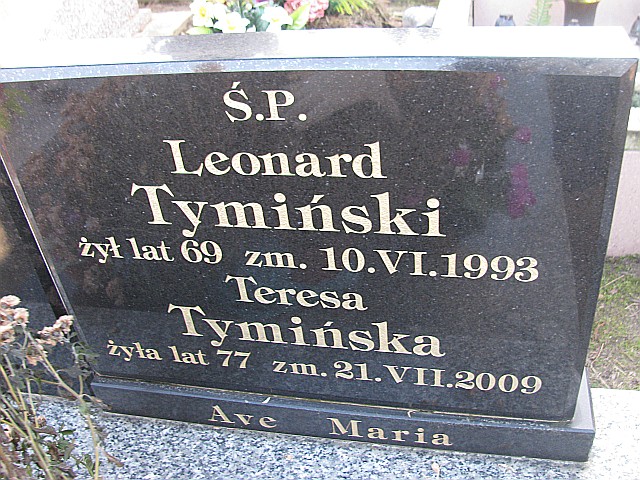 Ś.P.
Leonard
Tymiński
żył lat 69 zm. 10.VI.1993
Teresa
Tymińska
żyła lat 77 zm. 21.VII.2009
Ave Maria